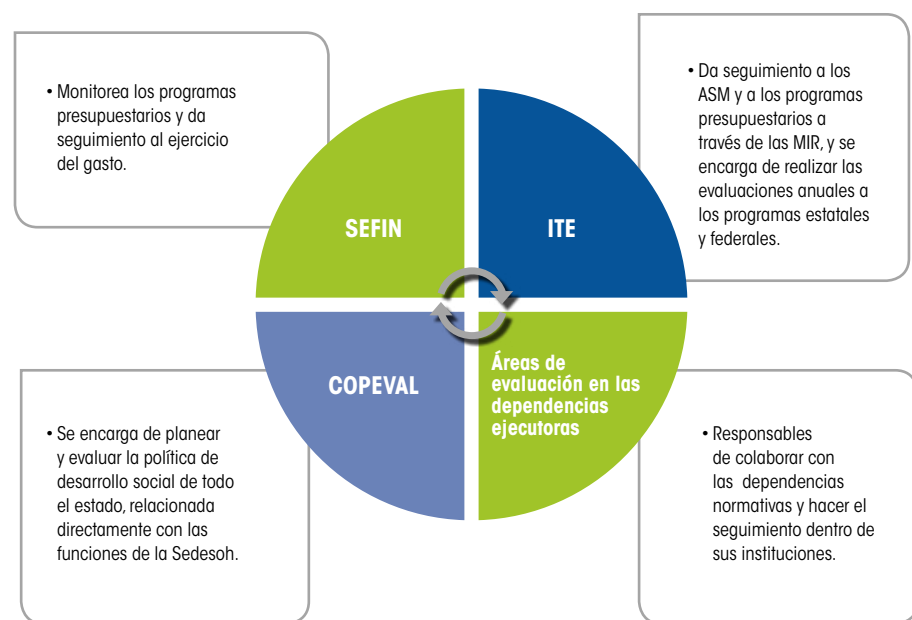 • Monitorea los programas
presupuestarios y da
seguimiento al ejercicio
del gasto.
• Da seguimiento a los
ASM y a los programas
presupuestarios a
través de las MIR, y se
encarga de realizar las
evaluaciones anuales a
los programas estatales
y federales.
SEFIN
ITE
COPEVAL
Áreas de
evaluación en las
dependencias
ejecutoras
• Se encarga de planear
y evaluar la política de
desarrollo social de todo
el estado, relacionada
directamente con las
funciones de la Sedesoh.
• Responsables
de colaborar con
las dependencias
normativas y hacer el
seguimiento dentro de
sus instituciones.